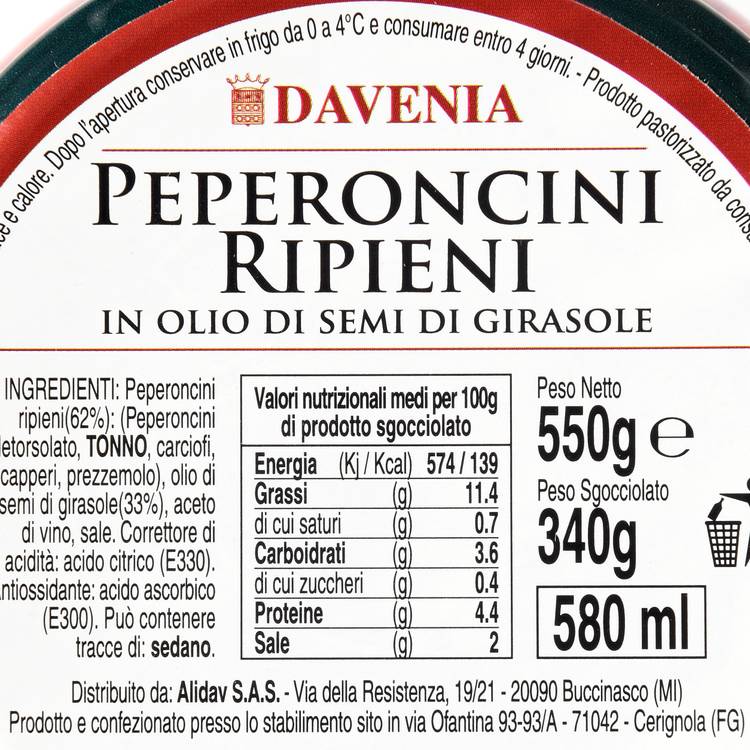 calore. Dopo l'apertura conservare in frigo da 0 a 4°C e consumare entro 4 giorni. - Prodotto pastorizzato da
DAVENIA
PEPERONCINI
RIPIENI
IN OLIO DI SEMI DI GIRASOLE
INGREDIENTI: Peperoncini
ripieni(62%): (Peperoncini
detorsolato, TONNO, carciofi,
capperi, prezzemolo), olio di
semi di girasole(33%), aceto
di vino, sale. Correttore di
acidità: acido citrico (E330).
Antiossidante: acido ascorbico
(E300). Può contenere
tracce di: sedano.
Valori nutrizionali medi per 100g
di prodotto sgocciolato
Energia (Kj / Kcal) 574 / 139
Grassi (g) 11.4
di cui saturi (g) 0.7
Carboidrati (g) 3.6
di cui zuccheri (g) 0.4
Proteine (g) 4.4
Sale (g) 2
Peso Netto
550g e
Peso Sgocciolato
340g
580 ml
Distribuito da: Alidav S.A.S. - Via della Resistenza, 19/21 - 20090 Buccinasco (MI)
Prodotto e confezionato presso lo stabilimento sito in via Ofantina 93-93/A - 71042 - Cerignola (FG)